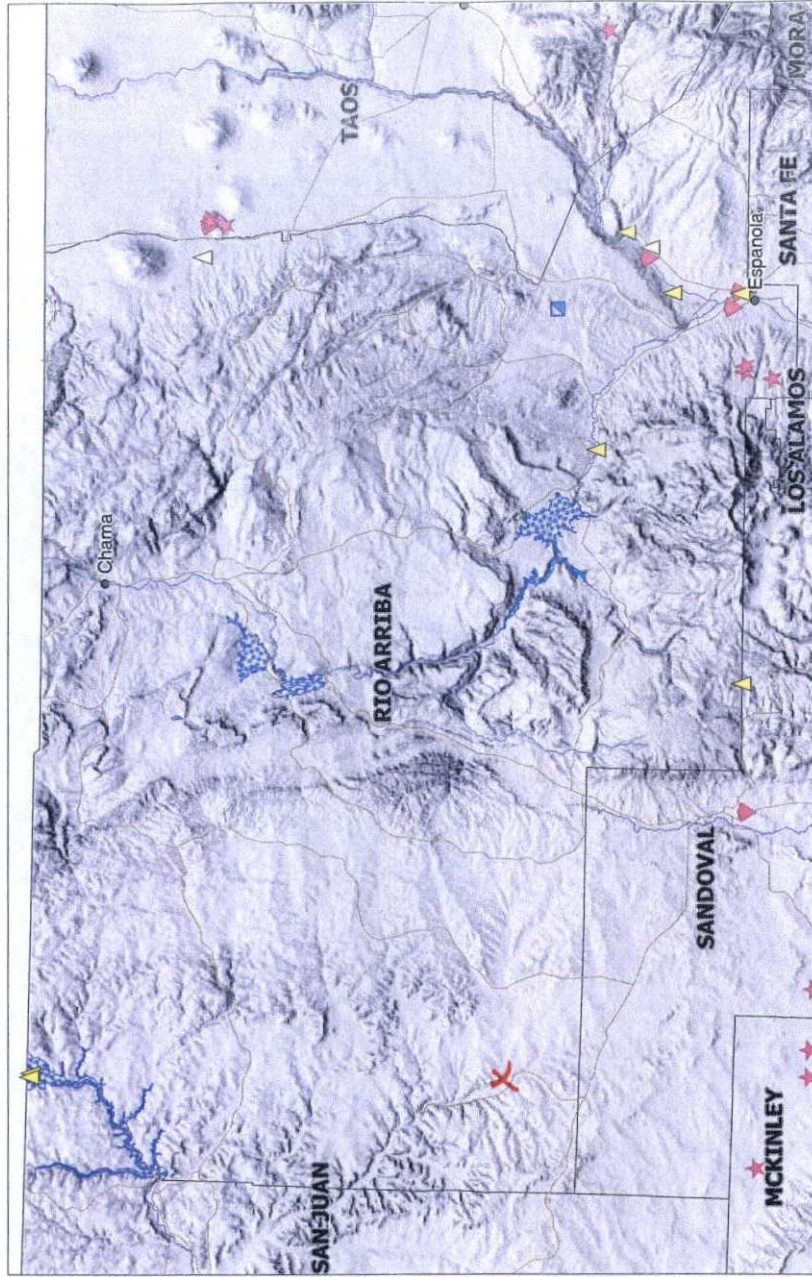 Chama
TAOS
RIO ARRIBA
SAN JUAN
MORA
Espanola
SANTA FE
LOS ALAMOS
SANDOVAL
MCKINLEY